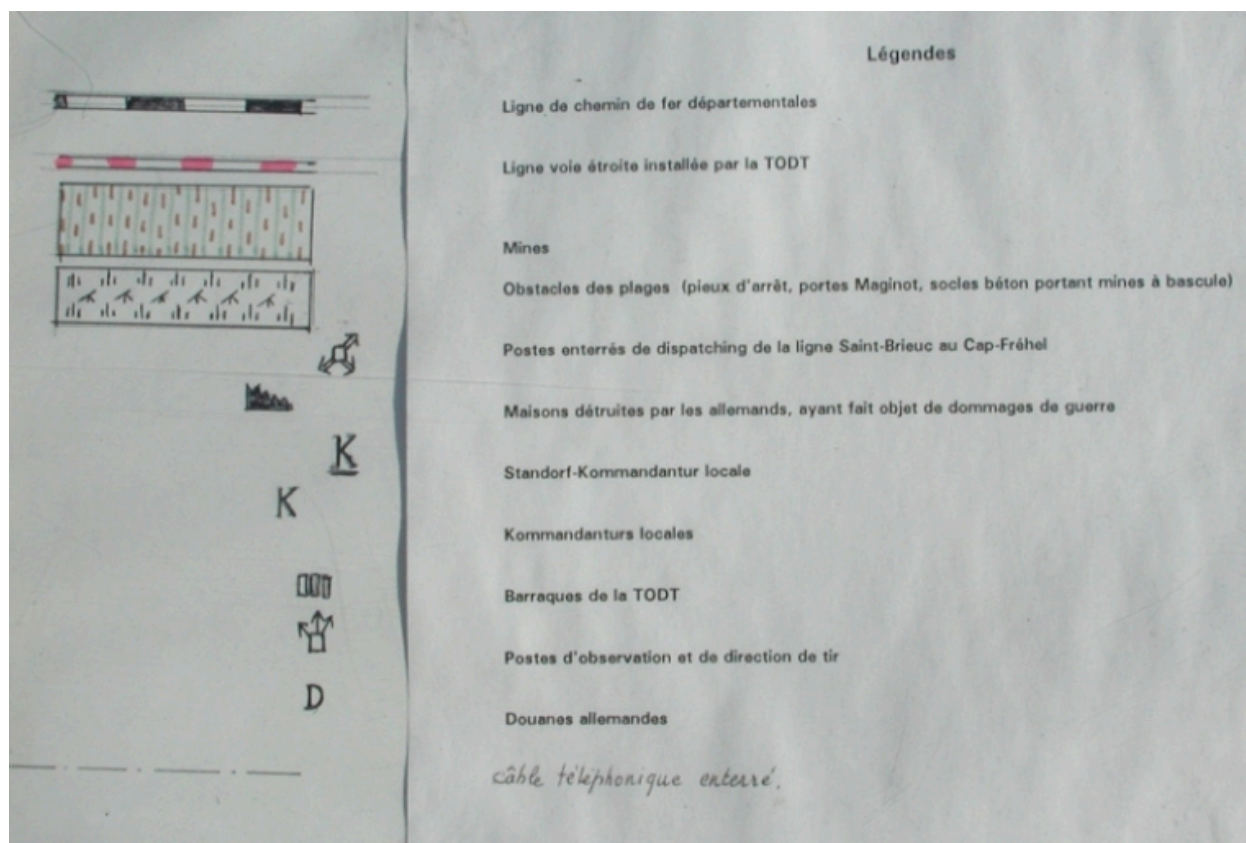 Légendes
Ligne de chemin de fer départementales
Ligne voie étroite installée par la TODT
Mines
Obstacles des plages (pieux d'arrêt, portes Maginot, socles béton portant mines à bascule)
Postes enterrés de dispatching de la ligne Saint-Brieuc au Cap-Fréhel
Maisons détruites par les allemands, ayant fait objet de dommages de guerre
K
Standorf-Kommandantur locale
K
Kommandanturs locales
Barraques de la TODT
Postes d'observation et de direction de tir
D
Douanes allemandes
câble téléphonique enterré.